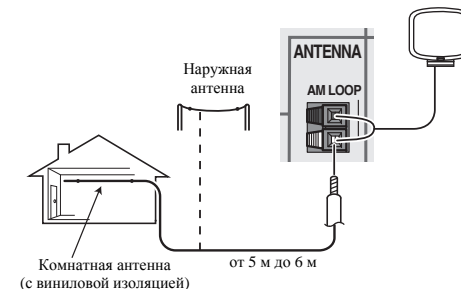 ANTENNA
AM LOOP
Наружная
антенна
Комнатная антенна
(с виниловой изоляцией)
от 5 м до 6 м